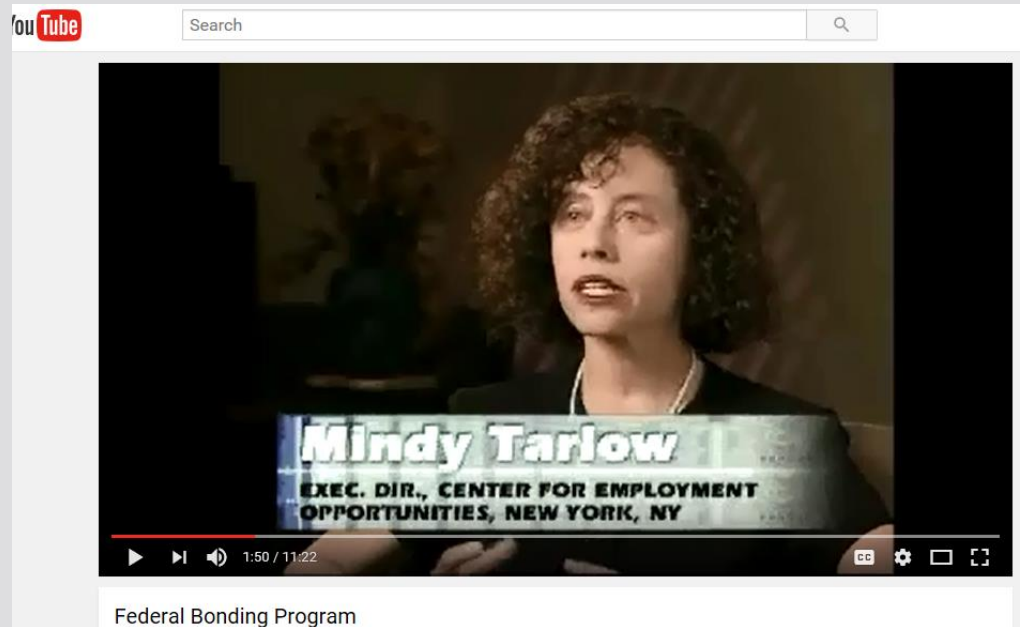 You Tube
Search
Mindy Tarlow
EXEC. DIR., CENTER FOR EMPLOYMENT
OPPORTUNITIES, NEW YORK, NY
1:50 / 11:22
CC
Federal Bonding Program